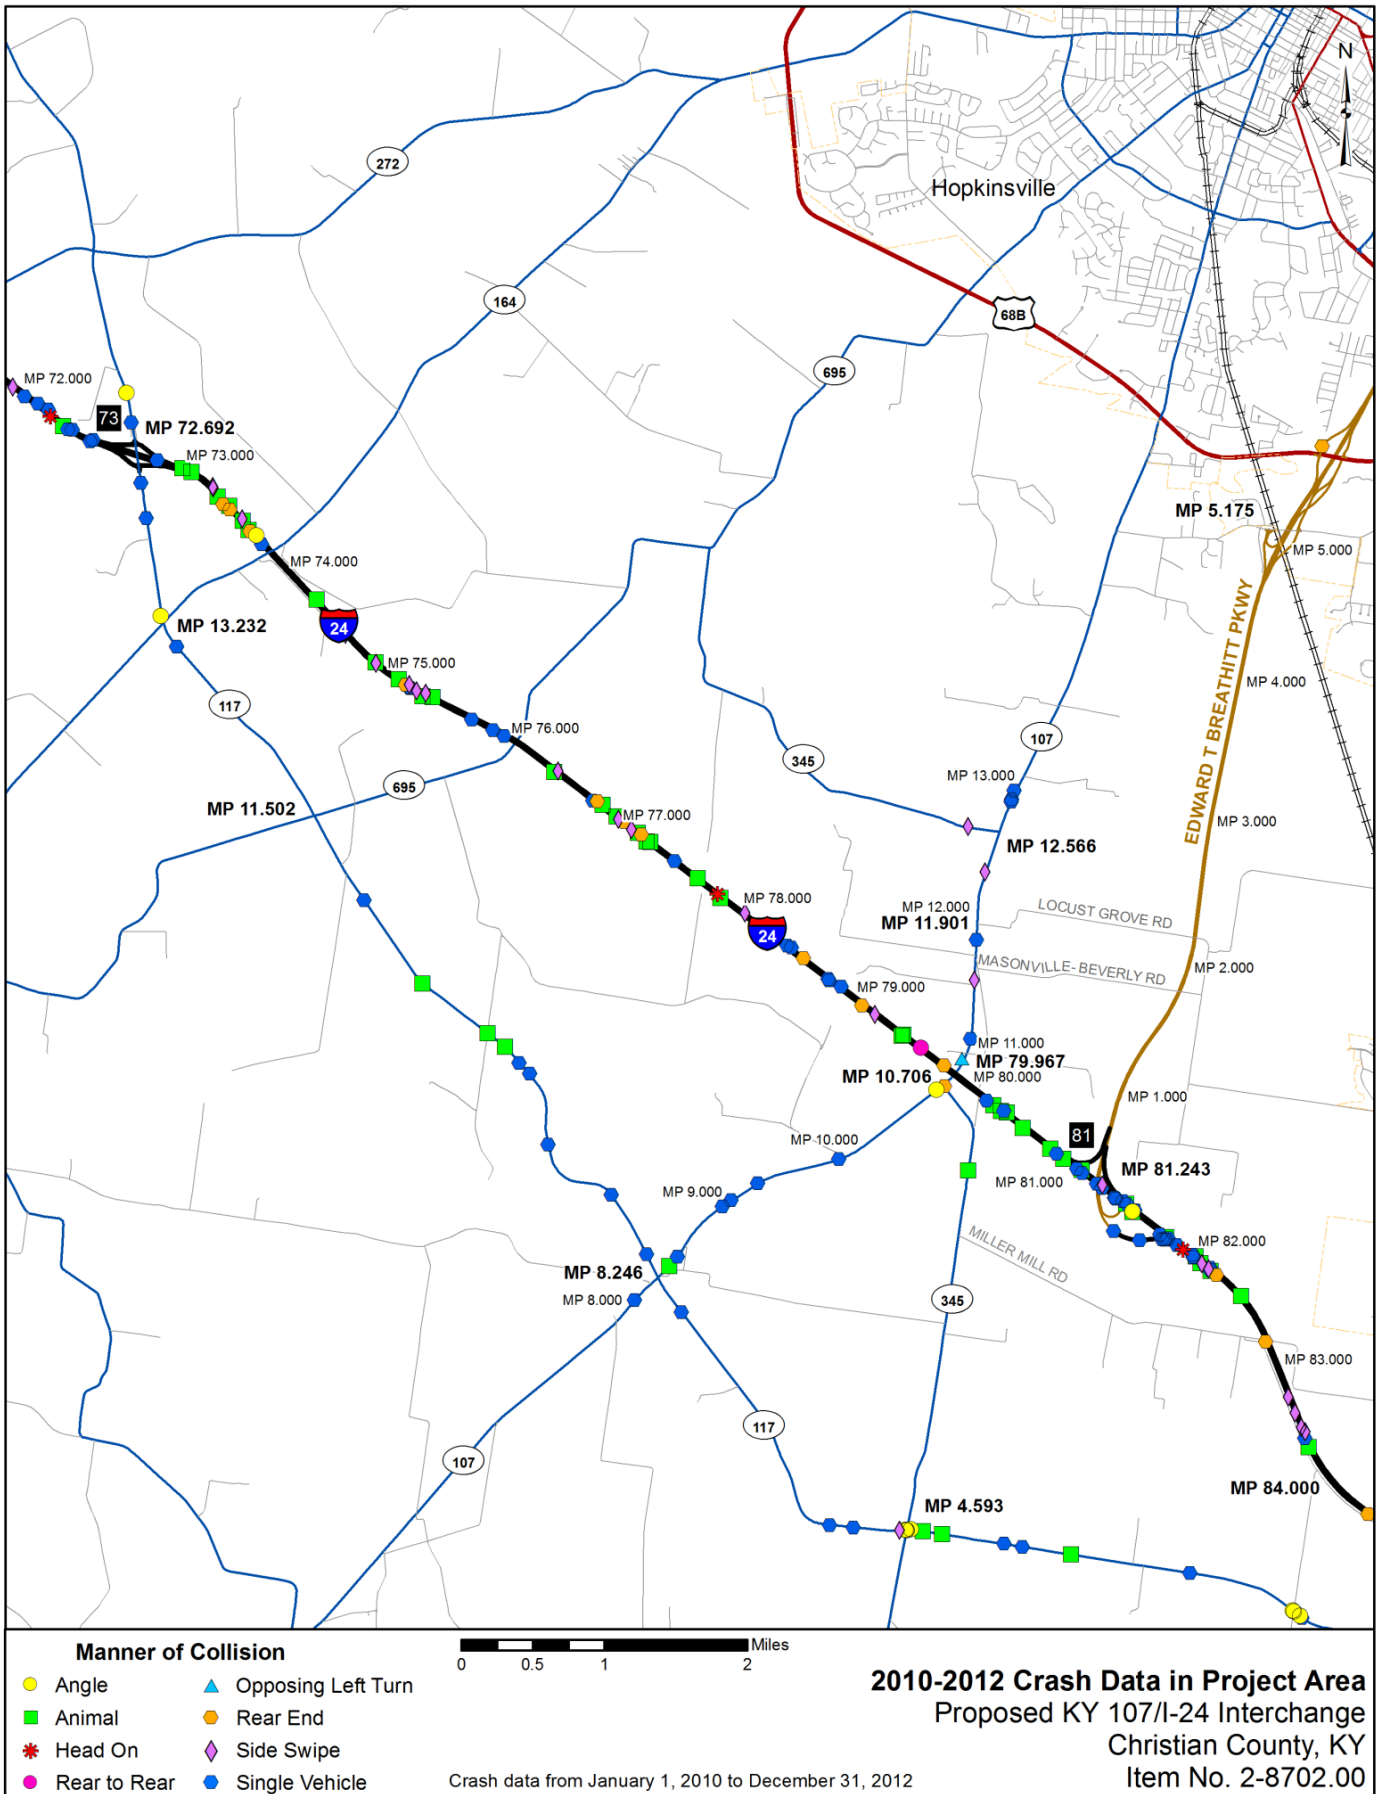 N
272
Hopkinsville
164
68B
695
MP 72.000
73
MP 72.692
MP 73.000
MP 5.175
MP 5.000
MP 74.000
EDWARD T BREATHITT PKWY
24
MP 13.232
MP 75.000
MP 4.000
117
MP 76.000
107
345
MP 13.000
695
MP 11.502
MP 77.000
MP 3.000
MP 12.566
MP 78.000
MP 12.000
LOCUST GROVE RD
MP 11.901
24
MASONVILLE-BEVERLY RD
MP 2.000
MP 79.000
MP 11.000
MP 79.967
MP 10.706
MP 80.000
MP 1.000
81
MP 10.000
MP 81.243
MP 81.000
MP 9.000
MP 82.000
MILLER MILL RD
MP 8.246
MP 8.000
345
MP 83.000
117
107
MP 84.000
MP 4.593
Manner of Collision
Angle
Opposing Left Turn
Animal
Rear End
Head On
Side Swipe
Rear to Rear
Single Vehicle
Miles
0 0.5 1 2
Crash data from January 1, 2010 to December 31, 2012
2010-2012 Crash Data in Project Area
Proposed KY 107/I-24 Interchange
Christian County, KY
Item No. 2-8702.00